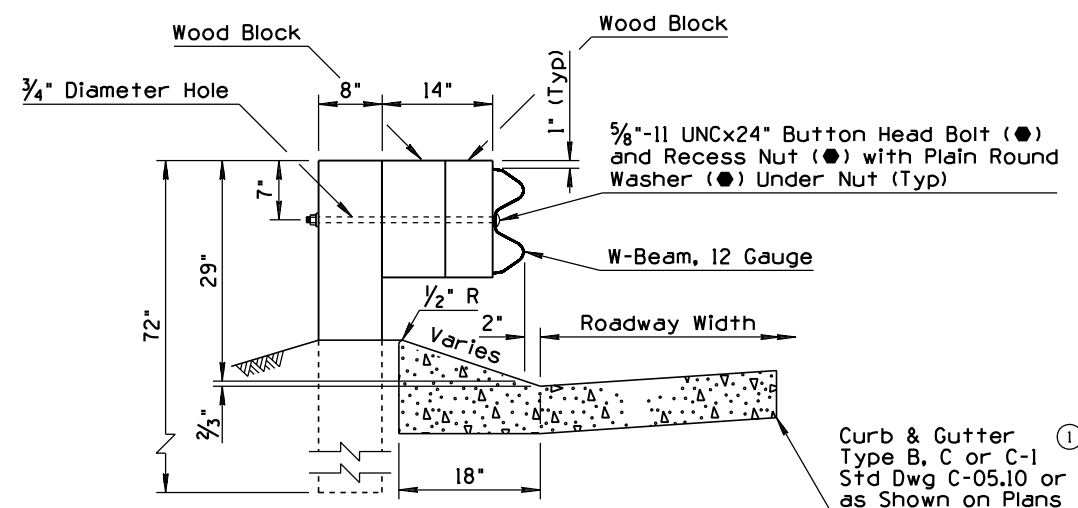 Wood Block
Wood Block
¾" Diameter Hole
8"
14"
1" (Typ)
⅝"-11 UNCx24" Button Head Bolt (⬢)
and Recess Nut (⬢) with Plain Round
Washer (⬢) Under Nut (Typ)
7"
W-Beam, 12 Gauge
29"
½" R
72"
2"
Roadway Width
Varies
⅔"
18"
Curb & Gutter ①
Type B, C or C-1
Std Dwg C-05.10 or
as Shown on Plans